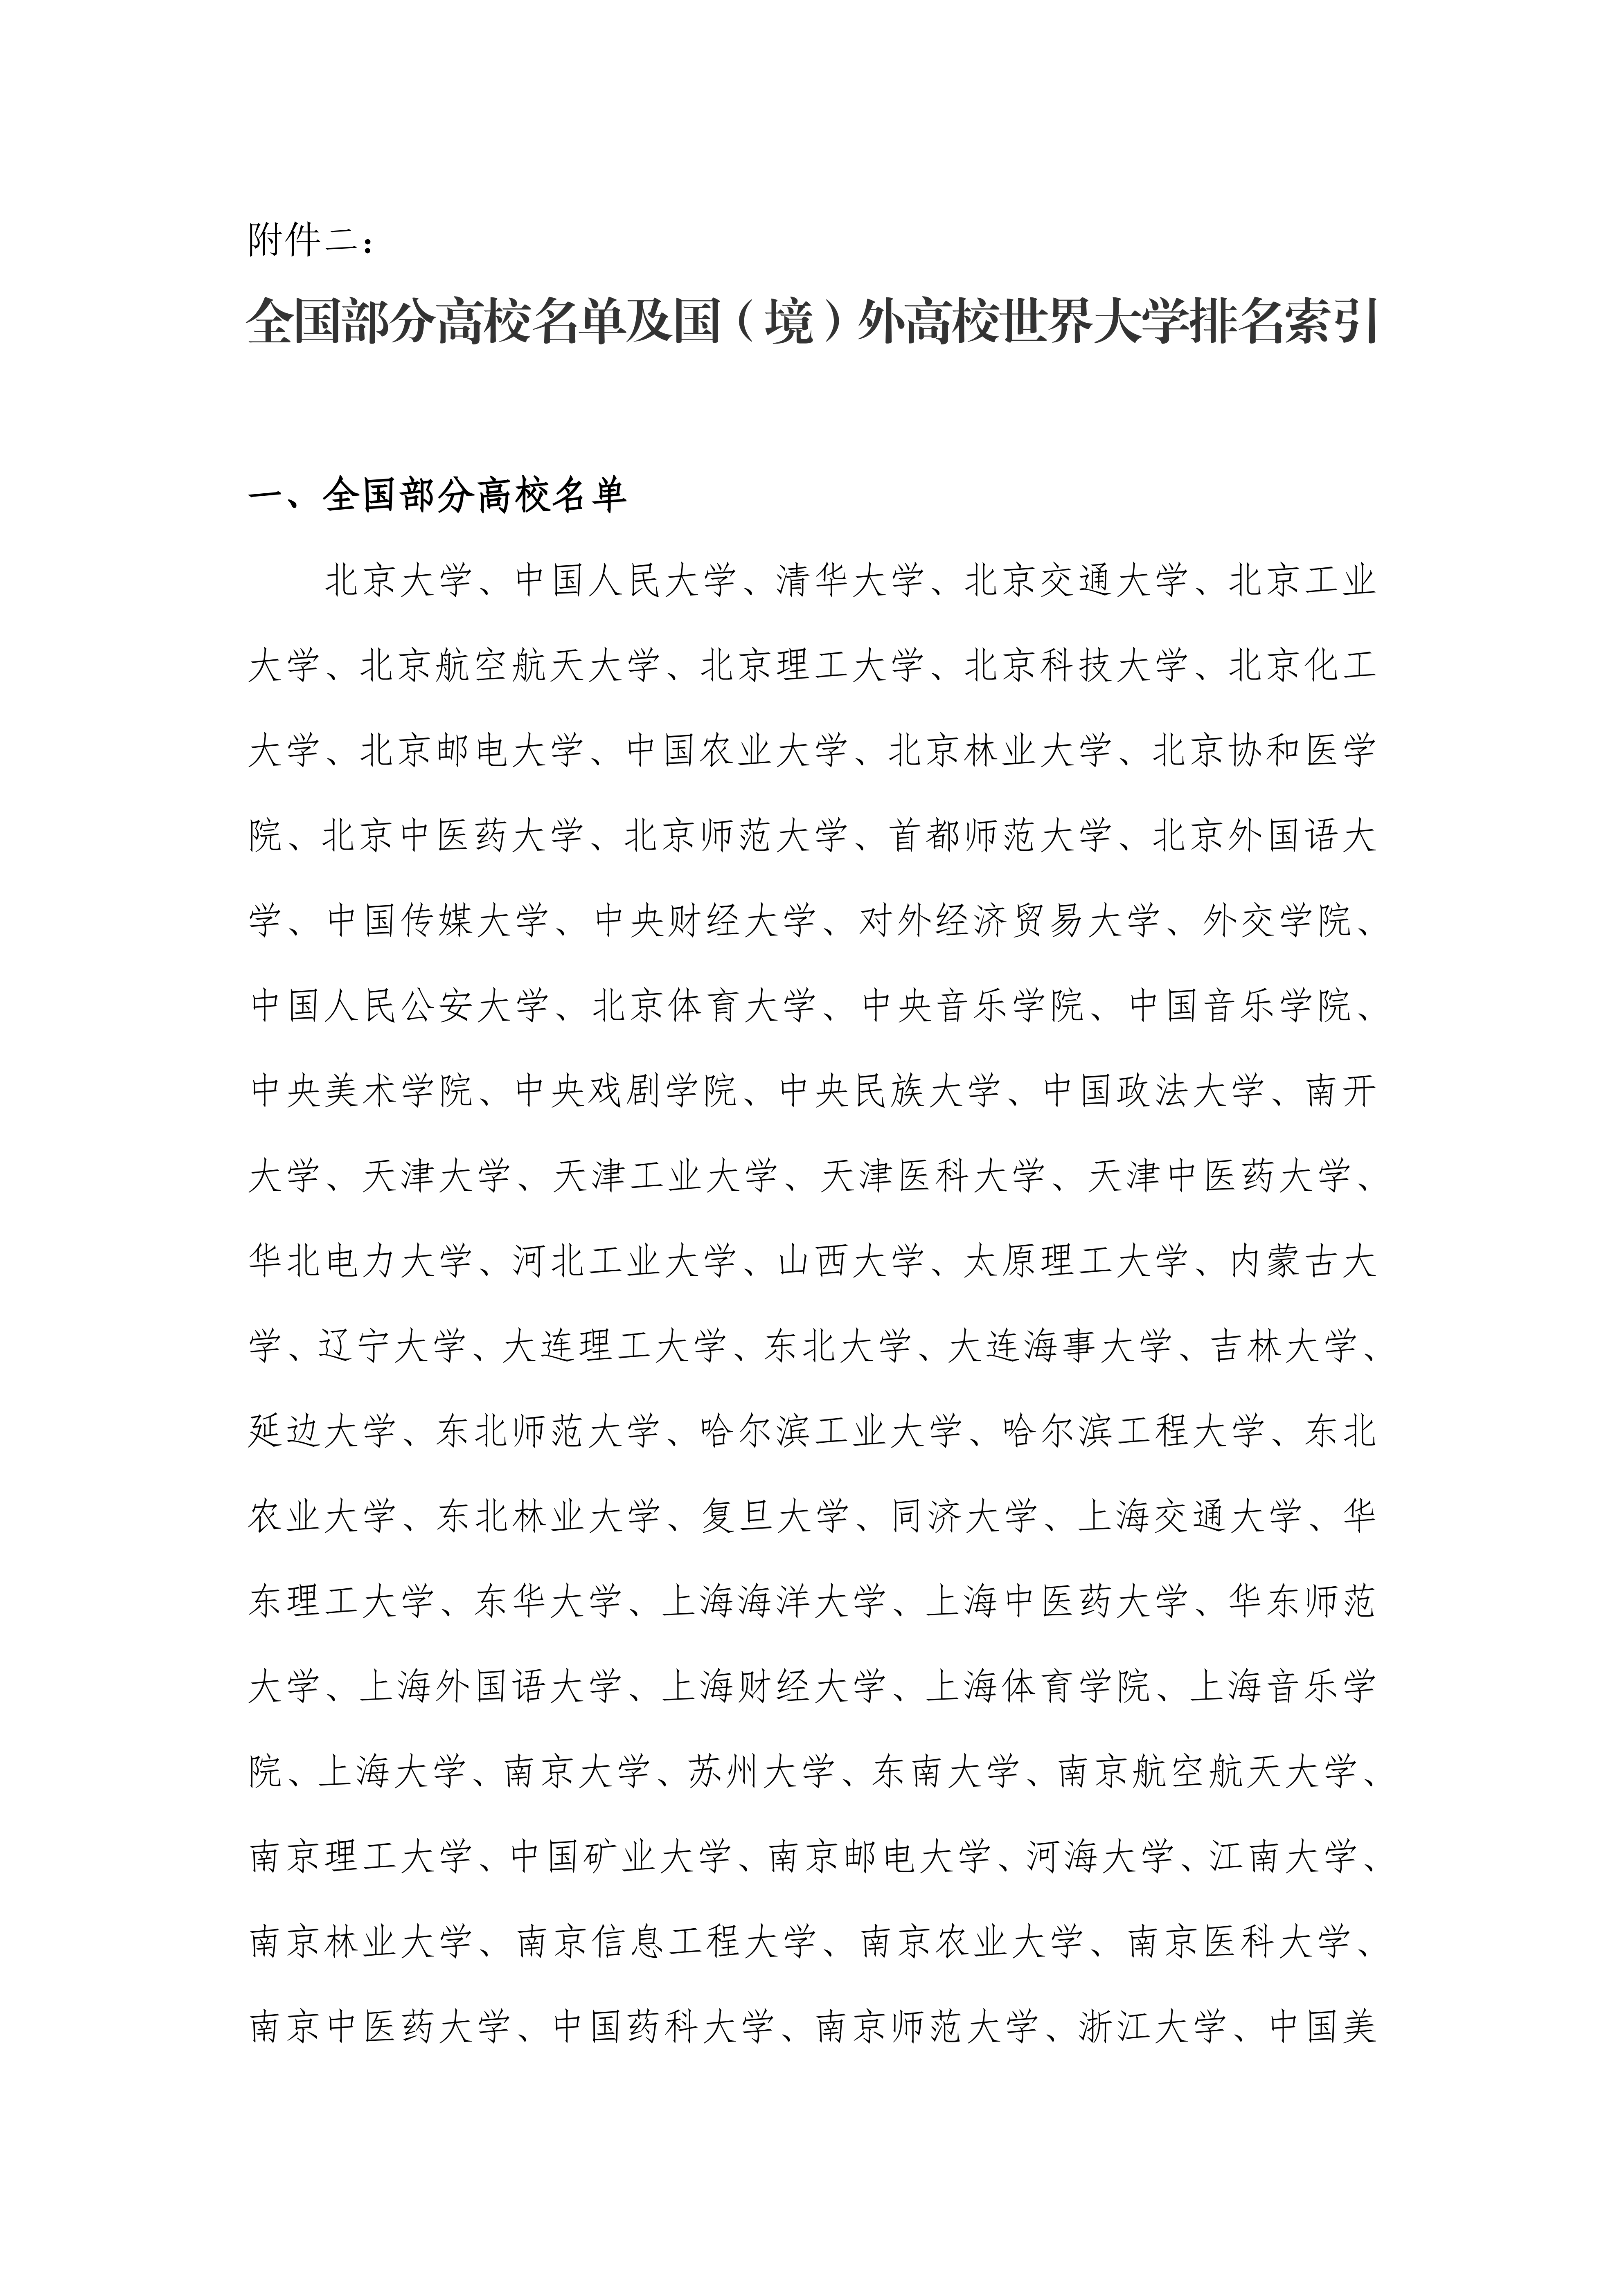 附件二：
全国部分高校名单及国（境）外高校世界大学排名索引
一、全国部分高校名单
北京大学、中国人民大学、清华大学、北京交通大学、北京工业
大学、北京航空航天大学、北京理工大学、北京科技大学、北京化工
大学、北京邮电大学、中国农业大学、北京林业大学、北京协和医学
院、北京中医药大学、北京师范大学、首都师范大学、北京外国语大
学、中国传媒大学、中央财经大学、对外经济贸易大学、外交学院、
中国人民公安大学、北京体育大学、中央音乐学院、中国音乐学院、
中央美术学院、中央戏剧学院、中央民族大学、中国政法大学、南开
大学、天津大学、天津工业大学、天津医科大学、天津中医药大学、
华北电力大学、河北工业大学、山西大学、太原理工大学、内蒙古大
学、辽宁大学、大连理工大学、东北大学、大连海事大学、吉林大学、
延边大学、东北师范大学、哈尔滨工业大学、哈尔滨工程大学、东北
农业大学、东北林业大学、复旦大学、同济大学、上海交通大学、华
东理工大学、东华大学、上海海洋大学、上海中医药大学、华东师范
大学、上海外国语大学、上海财经大学、上海体育学院、上海音乐学
院、上海大学、南京大学、苏州大学、东南大学、南京航空航天大学、
南京理工大学、中国矿业大学、南京邮电大学、河海大学、江南大学、
南京林业大学、南京信息工程大学、南京农业大学、南京医科大学、
南京中医药大学、中国药科大学、南京师范大学、浙江大学、中国美